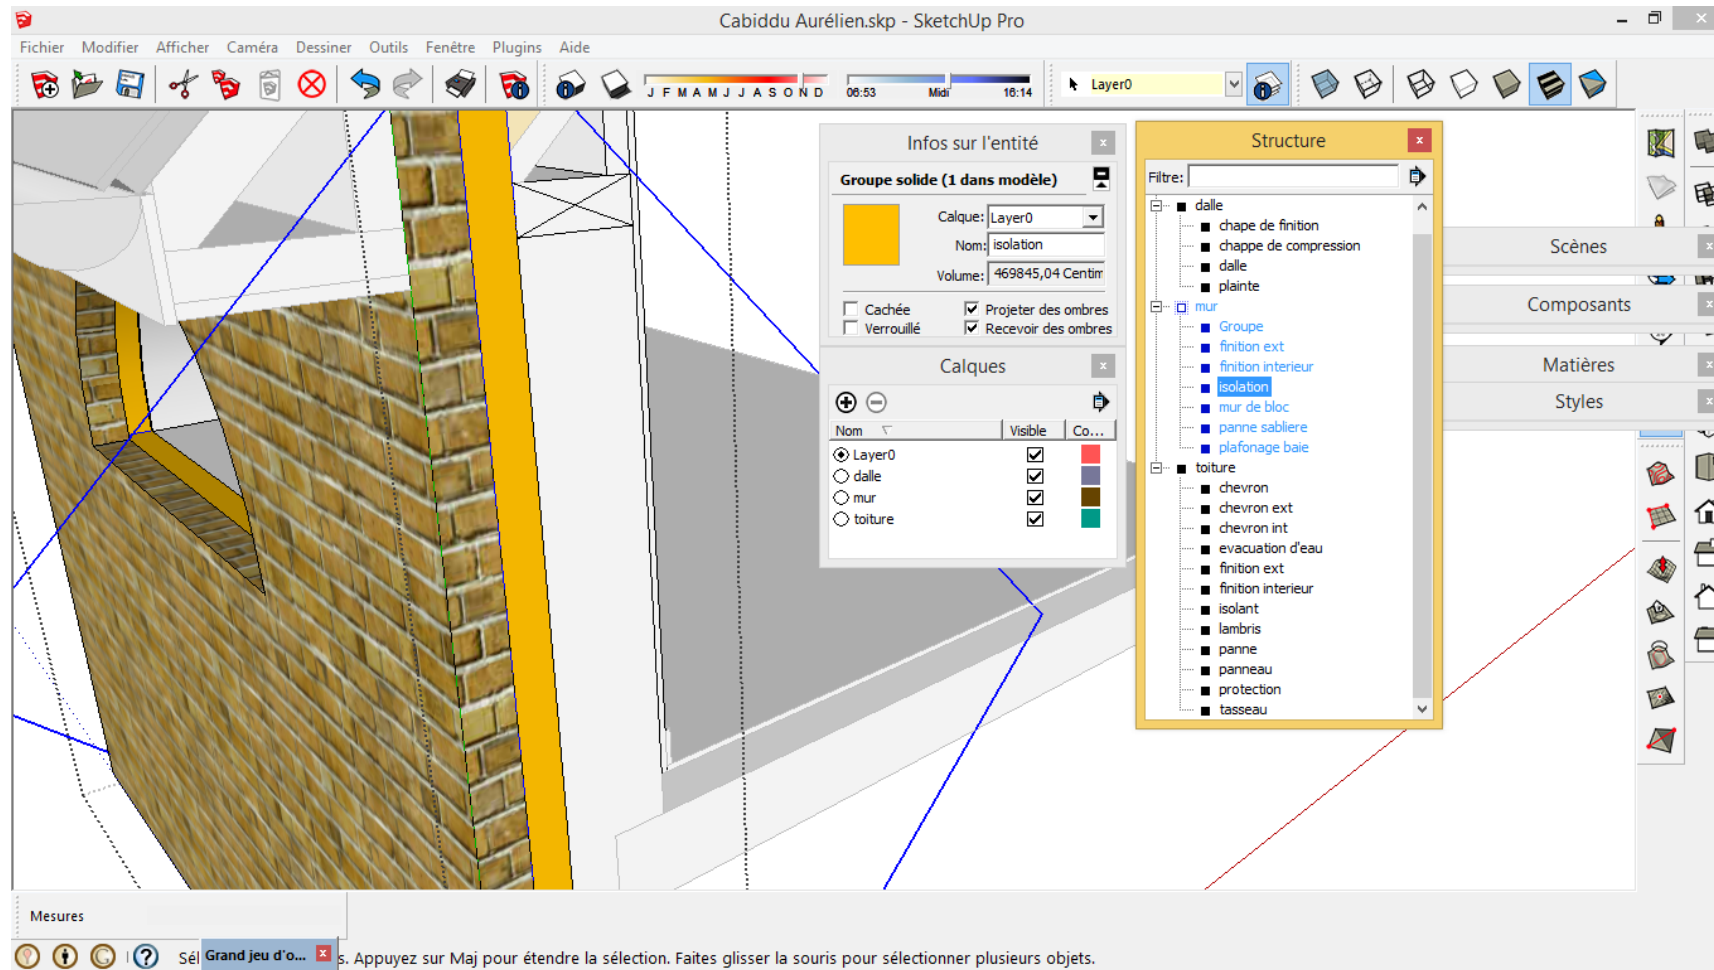 Cabiddu Aurélien.skp - SketchUp Pro
Fichier Modifier Afficher Caméra Dessiner Outils Fenêtre Plugins Aide
J F M A M J J A S O N D
06:53 Midi 16:14
Layer0
Infos sur l'entité
Groupe solide (1 dans modèle)
Calque: Layer0
Nom: isolation
Volume: 469845,04 Centim
Cachée
Projeter des ombres
Verrouillé
Recevoir des ombres
Calques
Nom Visible Co...
Layer0
dalle
mur
toiture
Structure
Filtre:
dalle
chape de finition
chappe de compression
dalle
plainte
mur
Groupe
finition ext
finition interieur
isolation
mur de bloc
panne sabliere
plafonage baie
toiture
chevron
chevron ext
chevron int
evacuation d'eau
finition ext
finition interieur
isolant
lambris
panne
panneau
protection
tasseau
Scènes
Composants
Matières
Styles
Mesures
Sél
Grand jeu d'o...
s. Appuyez sur Maj pour étendre la sélection. Faites glisser la souris pour sélectionner plusieurs objets.